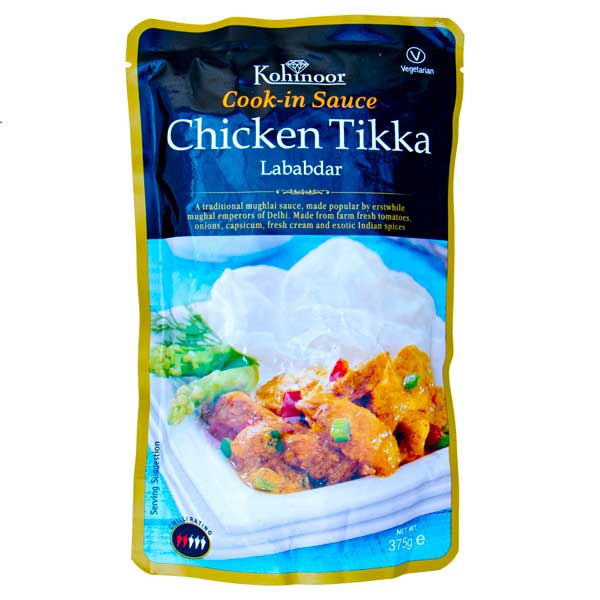 Vegetarian
Kohinoor
Cook-in Sauce
Chicken Tikka
Lababdar
A traditional mughlai sauce, made popular by erstwhile
mughal emperors of Delhi. Made from farm fresh tomatoes,
onions, capsicum, fresh cream and exotic Indian spices
Serving Suggestion
CHILLI RATING
NET WT.
375g e